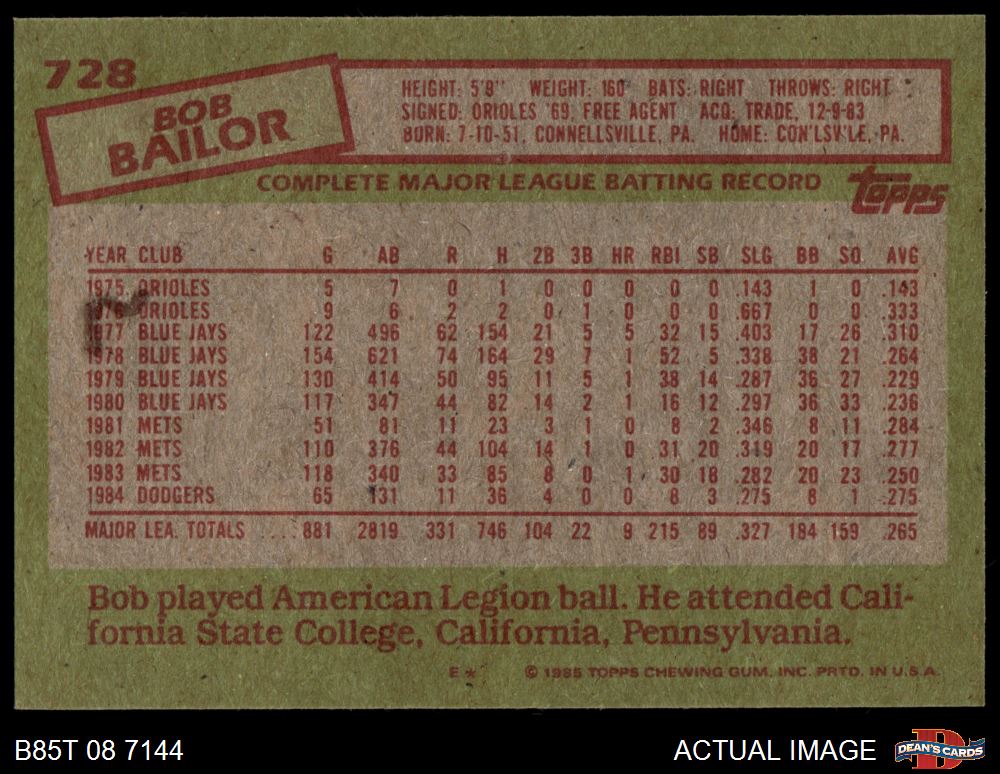 728
BOB
BAILOR
HEIGHT: 5'9" WEIGHT: 160 BATS: RIGHT THROWS: RIGHT
SIGNED: ORIOLES '69, FREE AGENT ACQ: TRADE, 12-9-83
BORN: 7-10-51, CONNELLSVILLE, PA. HOME: CON'LSV'LE, PA.
COMPLETE MAJOR LEAGUE BATTING RECORD
topps
YEAR CLUB G AB R H 2B 3B HR RBI SB SLG BB SO AVG
1975 ORIOLES 5 7 0 1 0 0 0 0 0 .143 1 0 .143
1976 ORIOLES 9 6 2 2 0 1 0 0 0 .667 0 0 .333
1977 BLUE JAYS 122 496 62 154 21 5 5 32 15 .403 17 26 .310
1978 BLUE JAYS 154 621 74 164 29 7 1 52 5 .338 38 21 .264
1979 BLUE JAYS 130 414 50 95 11 5 1 38 14 .287 36 27 .229
1980 BLUE JAYS 117 347 44 82 14 2 1 16 12 .297 36 33 .236
1981 METS 51 81 11 23 3 1 0 8 2 .346 8 11 .284
1982 METS 110 376 44 104 14 1 0 31 20 .319 20 17 .277
1983 METS 118 340 33 85 8 0 1 30 18 .282 20 23 .250
1984 DODGERS 65 131 11 36 4 0 0 8 3 .275 8 1 .275
MAJOR LEA. TOTALS .... 881 2819 331 746 104 22 9 215 89 .327 184 159 .265
Bob played American Legion ball. He attended Cali-
fornia State College, California, Pennsylvania.
E* © 1985 TOPPS CHEWING GUM, INC. PRTD. IN U.S.A.
B85T 08 7144 ACTUAL IMAGE DEAN'S CARDS